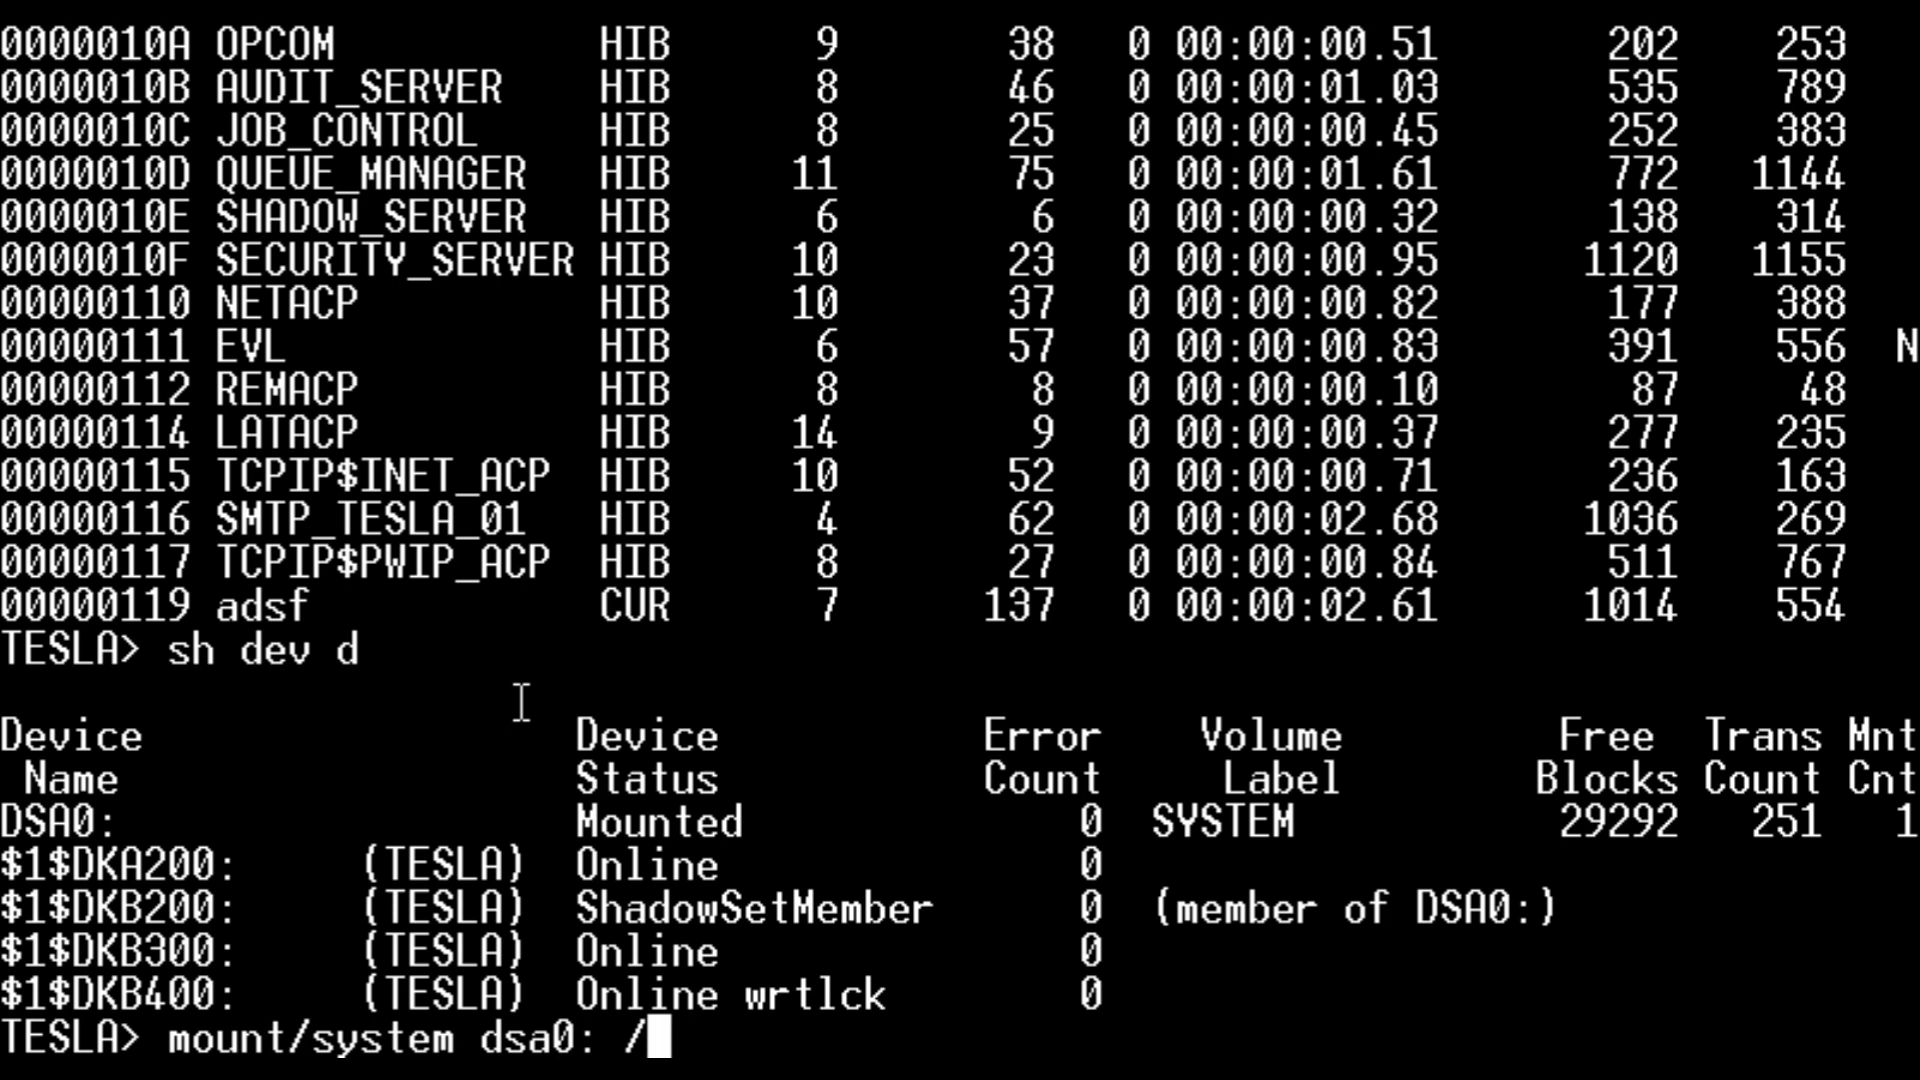 0000010A OPCOM HIB 9 38 0 00:00:00.51 202 253
0000010B AUDIT_SERVER HIB 8 46 0 00:00:01.03 535 789
0000010C JOB_CONTROL HIB 8 25 0 00:00:00.45 252 383
0000010D QUEUE_MANAGER HIB 11 75 0 00:00:01.61 772 1144
0000010E SHADOW_SERVER HIB 6 6 0 00:00:00.32 138 314
0000010F SECURITY_SERVER HIB 10 23 0 00:00:00.95 1120 1155
00000110 NETACP HIB 10 37 0 00:00:00.82 177 388
00000111 EVL HIB 6 57 0 00:00:00.83 391 556 N
00000112 REMACP HIB 8 8 0 00:00:00.10 87 48
00000114 LATACP HIB 14 9 0 00:00:00.37 277 235
00000115 TCPIP$INET_ACP HIB 10 52 0 00:00:00.71 236 163
00000116 SMTP_TESLA_01 HIB 4 62 0 00:00:02.68 1036 269
00000117 TCPIP$PWIP_ACP HIB 8 27 0 00:00:00.84 511 767
00000119 adsf CUR 7 137 0 00:00:02.61 1014 554
TESLA> sh dev d
Device Device Error Volume Free Trans Mnt
Name Status Count Label Blocks Count Cnt
DSA0: Mounted 0 SYSTEM 29292 251 1
$1$DKA200: (TESLA) Online 0
$1$DKB200: (TESLA) ShadowSetMember 0 (member of DSA0:)
$1$DKB300: (TESLA) Online 0
$1$DKB400: (TESLA) Online wrtlck 0
TESLA> mount/system dsa0: /